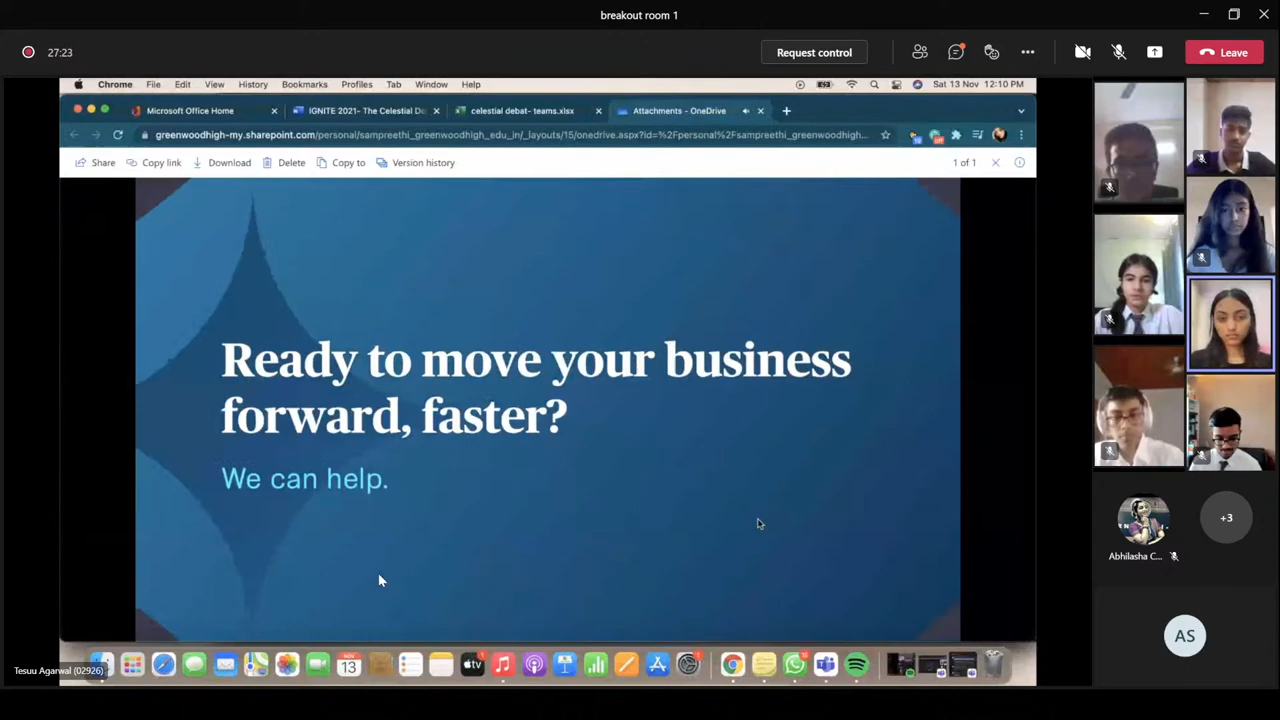 breakout room 1
27:23
Request control
Leave
Chrome File Edit View History Bookmarks Profiles Tab Window Help
Sat 13 Nov 12:10 PM
Microsoft Office Home
IGNITE 2021- The Celestial De
celestial debat- teams.xlsx
Attachments - OneDrive
greenwoodhigh-my.sharepoint.com/personal/sampreethi_greenwoodhigh_edu_in/_layouts/15/onedrive.aspx?id=%2Fpersonal%2Fsampreethi_greenwoodhigh...
Share Copy link Download Delete Copy to Version history
1 of 1
Ready to move your business
forward, faster?
We can help.
Abhilasha C...
+3
AS
NOV
13
tv
Tesuu Agarwal (02926)